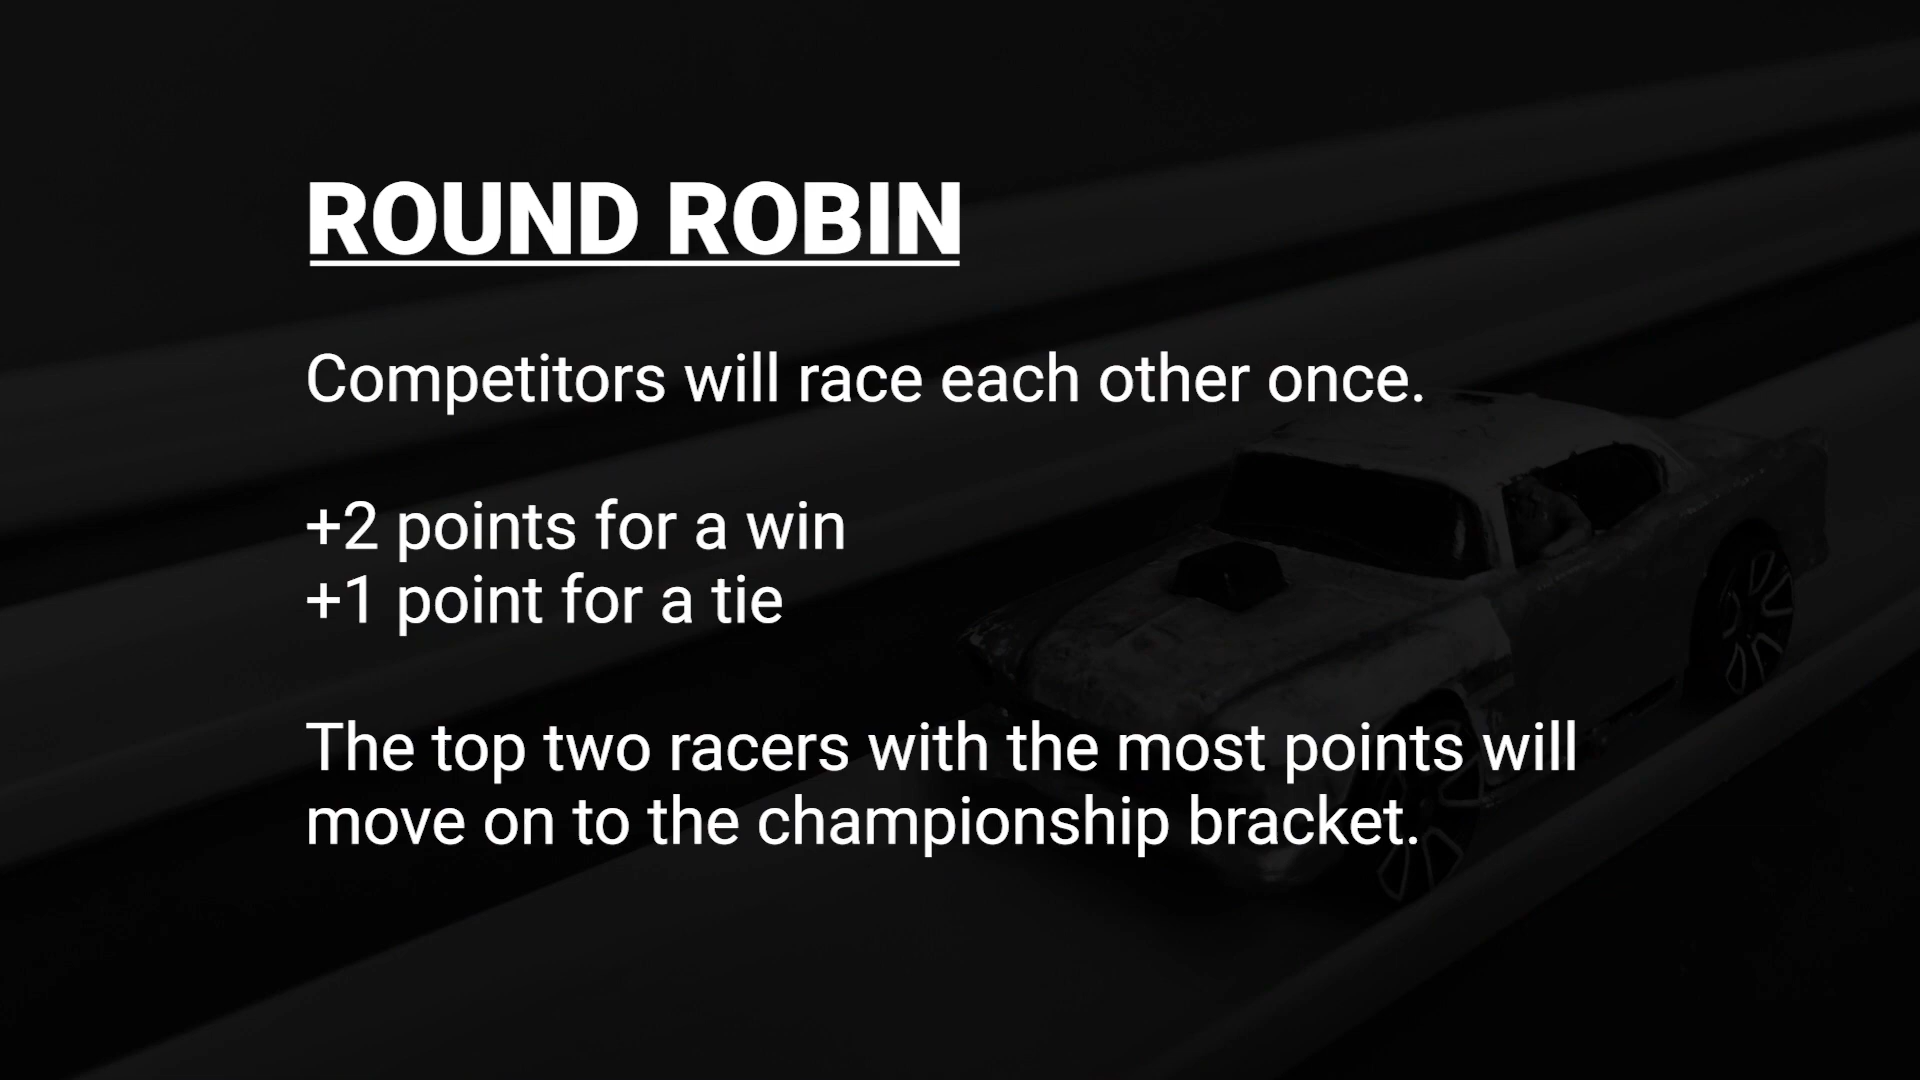 ROUND ROBIN
Competitors will race each other once.
+2 points for a win
+1 point for a tie
The top two racers with the most points will
move on to the championship bracket.